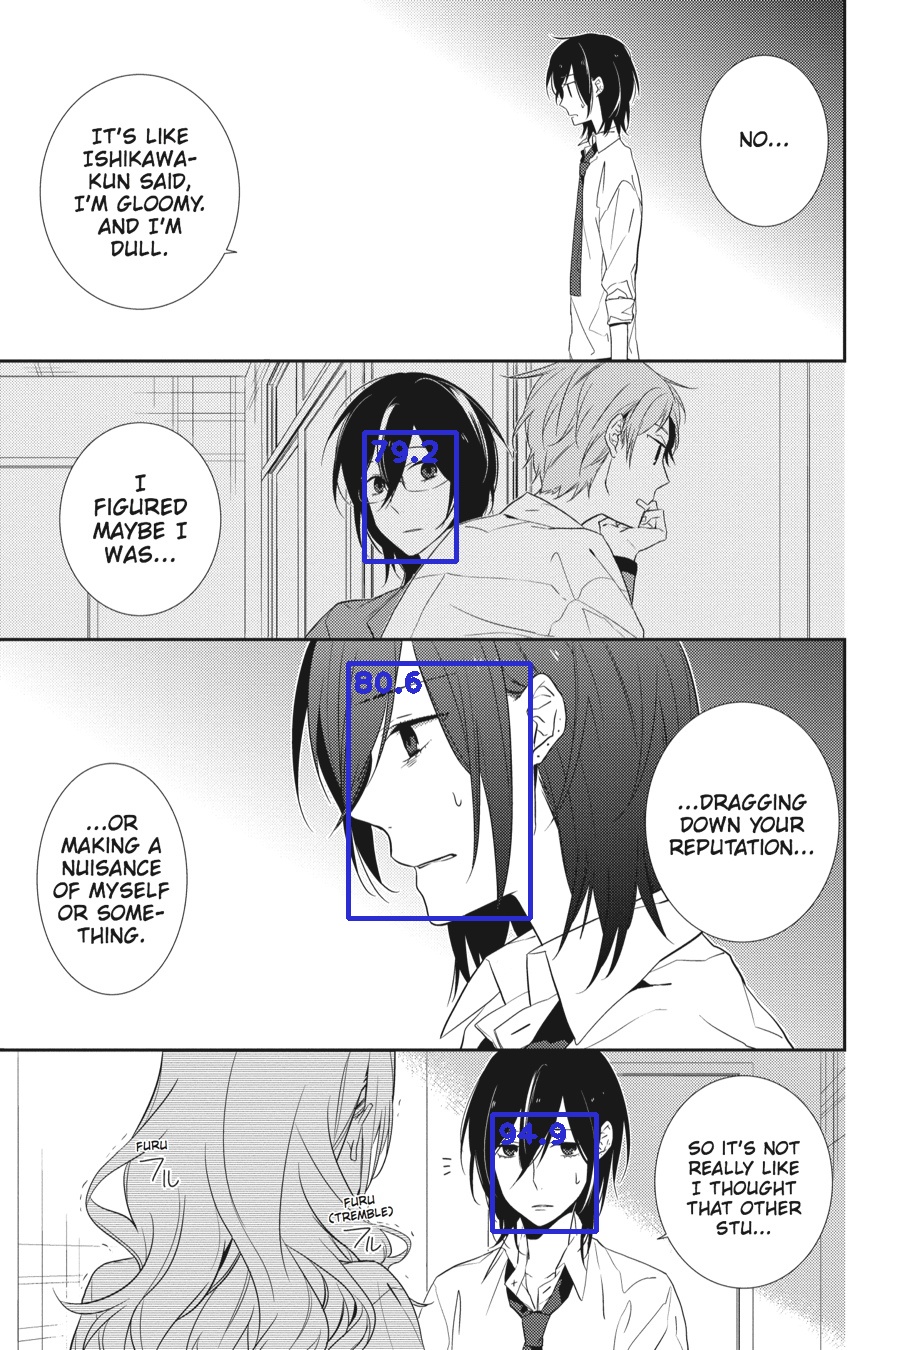 NO...
IT'S LIKE
ISHIKAWA-
KUN SAID,
I'M GLOOMY.
AND I'M
DULL.
I
FIGURED
MAYBE I
WAS...
79.2
80.6
...DRAGGING
DOWN YOUR
REPUTATION...
...OR
MAKING A
NUISANCE
OF MYSELF
OR SOME-
THING.
94.9
SO IT'S NOT
REALLY LIKE
I THOUGHT
THAT OTHER
STU...
FURU
(TREMBLE)
フル
FURU
フル